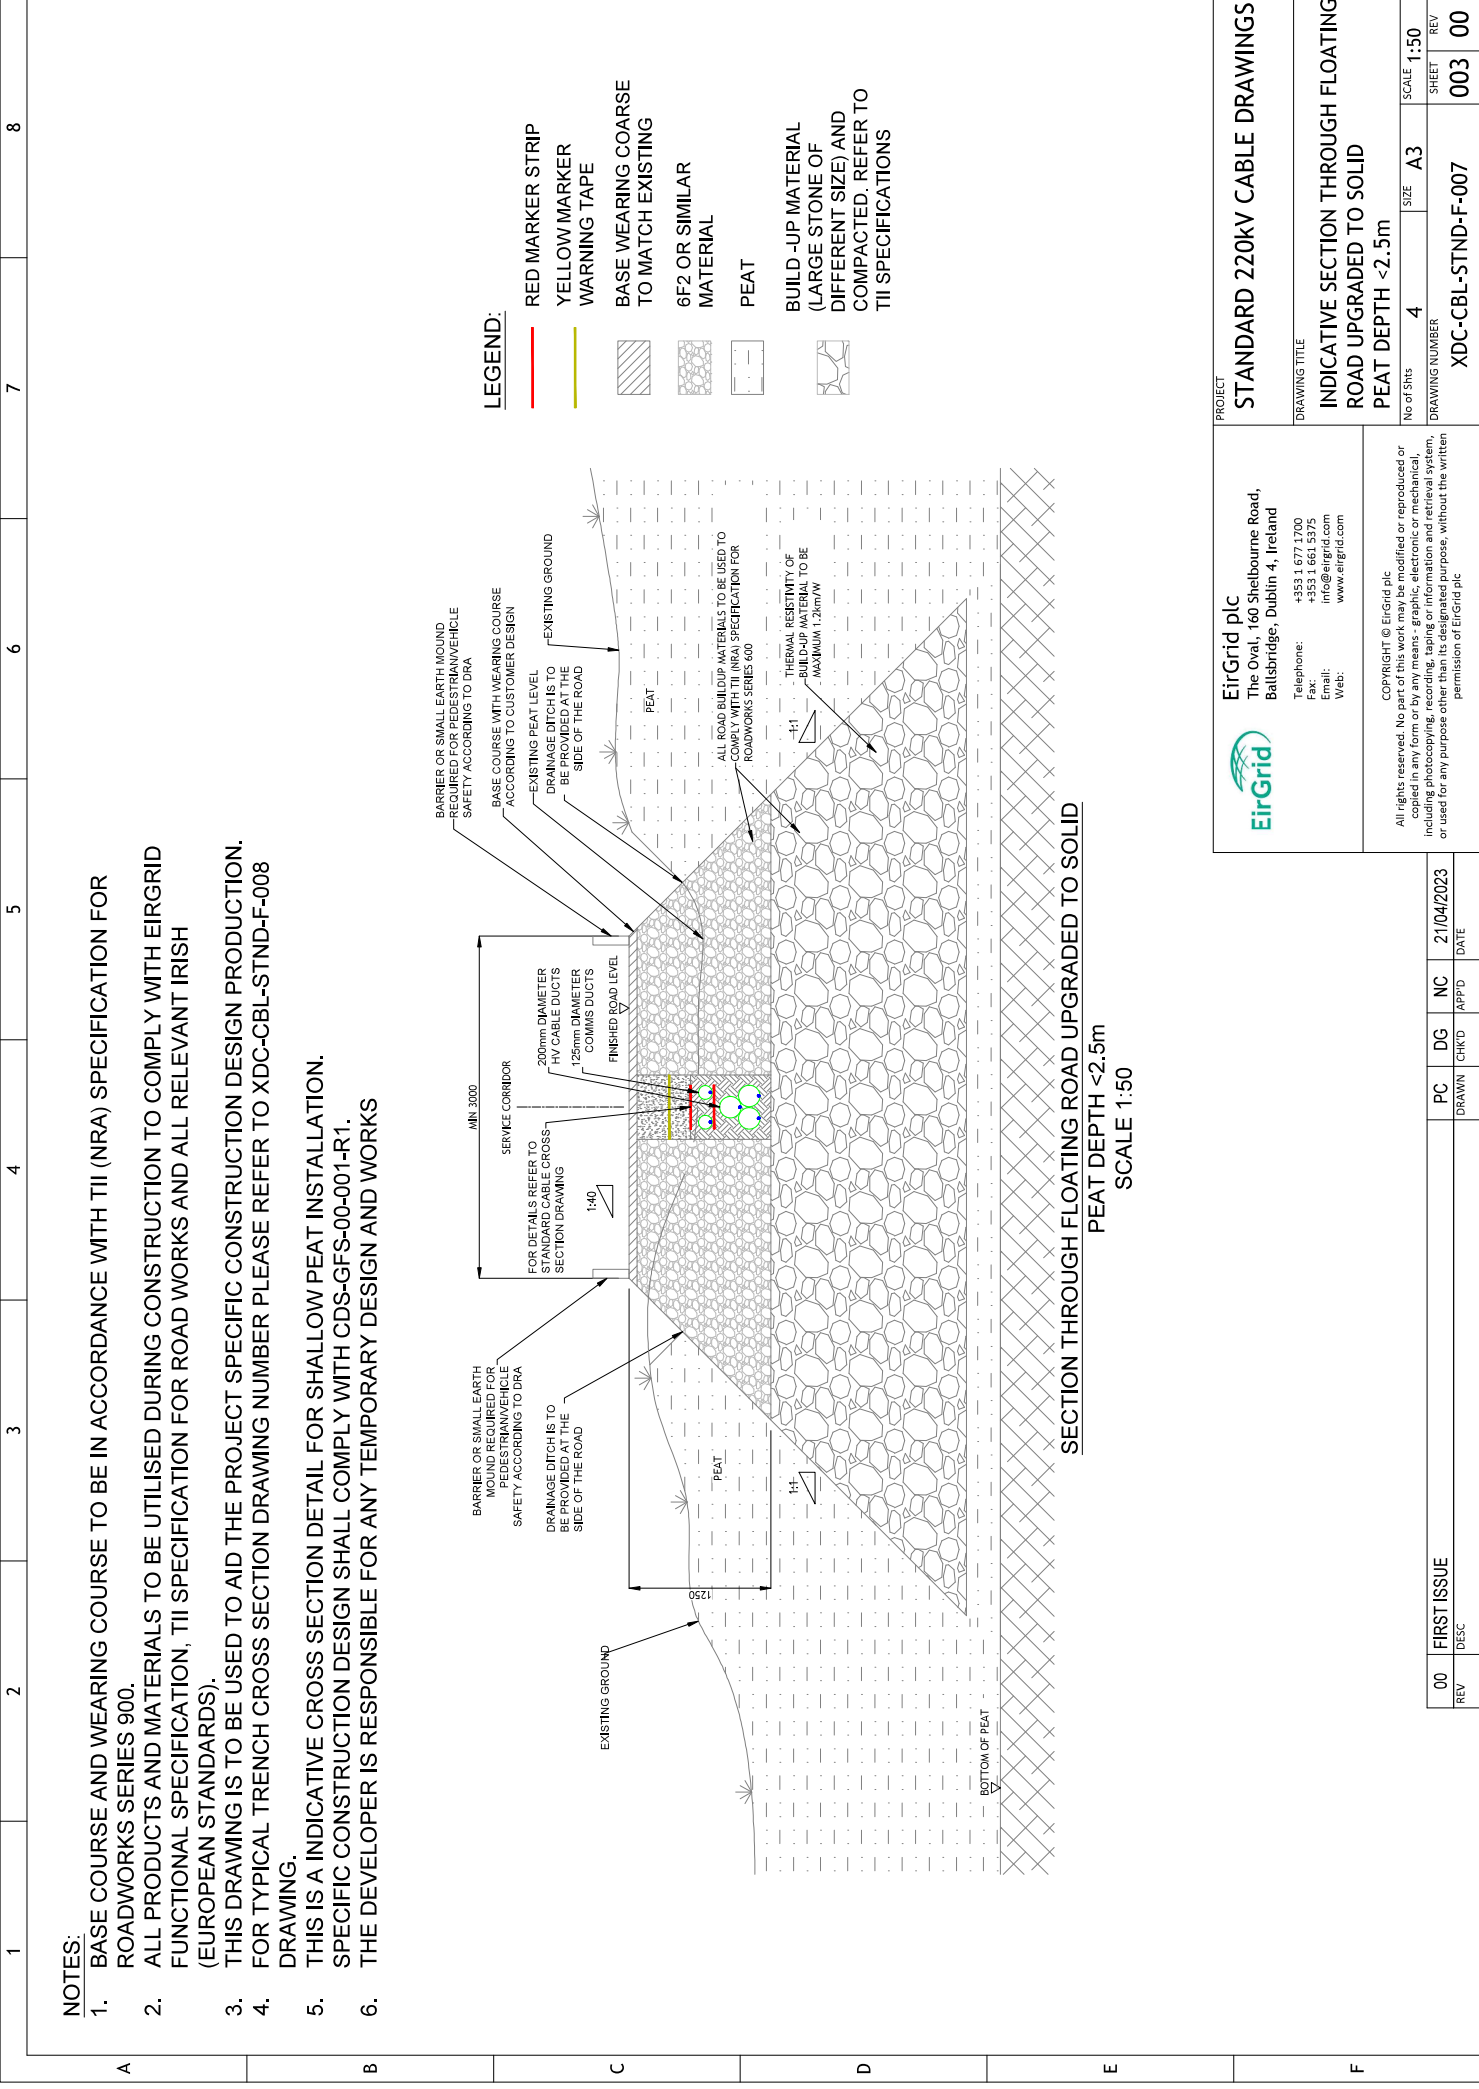 1
2
3
4
5
6
7
8
A
B
C
D
E
F
NOTES:
1. BASE COURSE AND WEARING COURSE TO BE IN ACCORDANCE WITH TII (NRA) SPECIFICATION FOR
ROADWORKS SERIES 900.
2. ALL PRODUCTS AND MATERIALS TO BE UTILISED DURING CONSTRUCTION TO COMPLY WITH EIRGRID
FUNCTIONAL SPECIFICATION, TII SPECIFICATION FOR ROAD WORKS AND ALL RELEVANT IRISH
(EUROPEAN STANDARDS).
3. THIS DRAWING IS TO BE USED TO AID THE PROJECT SPECIFIC CONSTRUCTION DESIGN PRODUCTION.
4. FOR TYPICAL TRENCH CROSS SECTION DRAWING NUMBER PLEASE REFER TO XDC-CBL-STND-F-008
DRAWING.
5. THIS IS A INDICATIVE CROSS SECTION DETAIL FOR SHALLOW PEAT INSTALLATION.
SPECIFIC CONSTRUCTION DESIGN SHALL COMPLY WITH CDS-GFS-00-001-R1.
6. THE DEVELOPER IS RESPONSIBLE FOR ANY TEMPORARY DESIGN AND WORKS
LEGEND:
RED MARKER STRIP
YELLOW MARKER
WARNING TAPE
BASE WEARING COARSE
TO MATCH EXISTING
6F2 OR SIMILAR
MATERIAL
PEAT
BUILD -UP MATERIAL
(LARGE STONE OF
DIFFERENT SIZE) AND
COMPACTED. REFER TO
TII SPECIFICATIONS
MIN 3000
SERVICE CORRIDOR
BARRIER OR SMALL EARTH
MOUND REQUIRED FOR
PEDESTRIAN/VEHICLE
SAFETY ACCORDING TO DRA
DRAINAGE DITCH IS TO
BE PROVIDED AT THE
SIDE OF THE ROAD
FOR DETAILS REFER TO
STANDARD CABLE CROSS
SECTION DRAWING
1:40
200mm DIAMETER
HV CABLE DUCTS
125mm DIAMETER
COMMS DUCTS
FINISHED ROAD LEVEL
BARRIER OR SMALL EARTH MOUND
REQUIRED FOR PEDESTRIAN/VEHICLE
SAFETY ACCORDING TO DRA
BASE COURSE WITH WEARING COURSE
ACCORDING TO CUSTOMER DESIGN
EXISTING PEAT LEVEL
DRAINAGE DITCH IS TO
BE PROVIDED AT THE
SIDE OF THE ROAD
EXISTING GROUND
PEAT
ALL ROAD BUILDUP MATERIALS TO BE USED TO
COMPLY WITH TII (NRA) SPECIFICATION FOR
ROADWORKS SERIES 600
THERMAL RESISTIVITY OF
BUILD-UP MATERIAL TO BE
MAXIMUM 1.2km/W
1:1
EXISTING GROUND
1250
PEAT
1:1
BOTTOM OF PEAT
SECTION THROUGH FLOATING ROAD UPGRADED TO SOLID
PEAT DEPTH <2.5m
SCALE 1:50
00 FIRST ISSUE PC DG NC 21/04/2023
REV DESC DRAWN CHK'D APP'D DATE
EirGrid
EirGrid plc
The Oval, 160 Shelbourne Road,
Ballsbridge, Dublin 4, Ireland
Telephone: +353 1 677 1700
Fax: +353 1 661 5375
Email: info@eirgrid.com
Web: www.eirgrid.com
COPYRIGHT © EirGrid plc
All rights reserved. No part of this work may be modified or reproduced or
copied in any form or by any means - graphic, electronic or mechanical,
including photocopying, recording, taping or information and retrieval system,
or used for any purpose other than its designated purpose, without the written
permission of EirGrid plc
PROJECT
STANDARD 220kV CABLE DRAWINGS
DRAWING TITLE
INDICATIVE SECTION THROUGH FLOATING
ROAD UPGRADED TO SOLID
PEAT DEPTH <2.5m
No of Shts 4 SIZE A3 SCALE 1:50
DRAWING NUMBER SHEET REV
XDC-CBL-STND-F-007 003 00